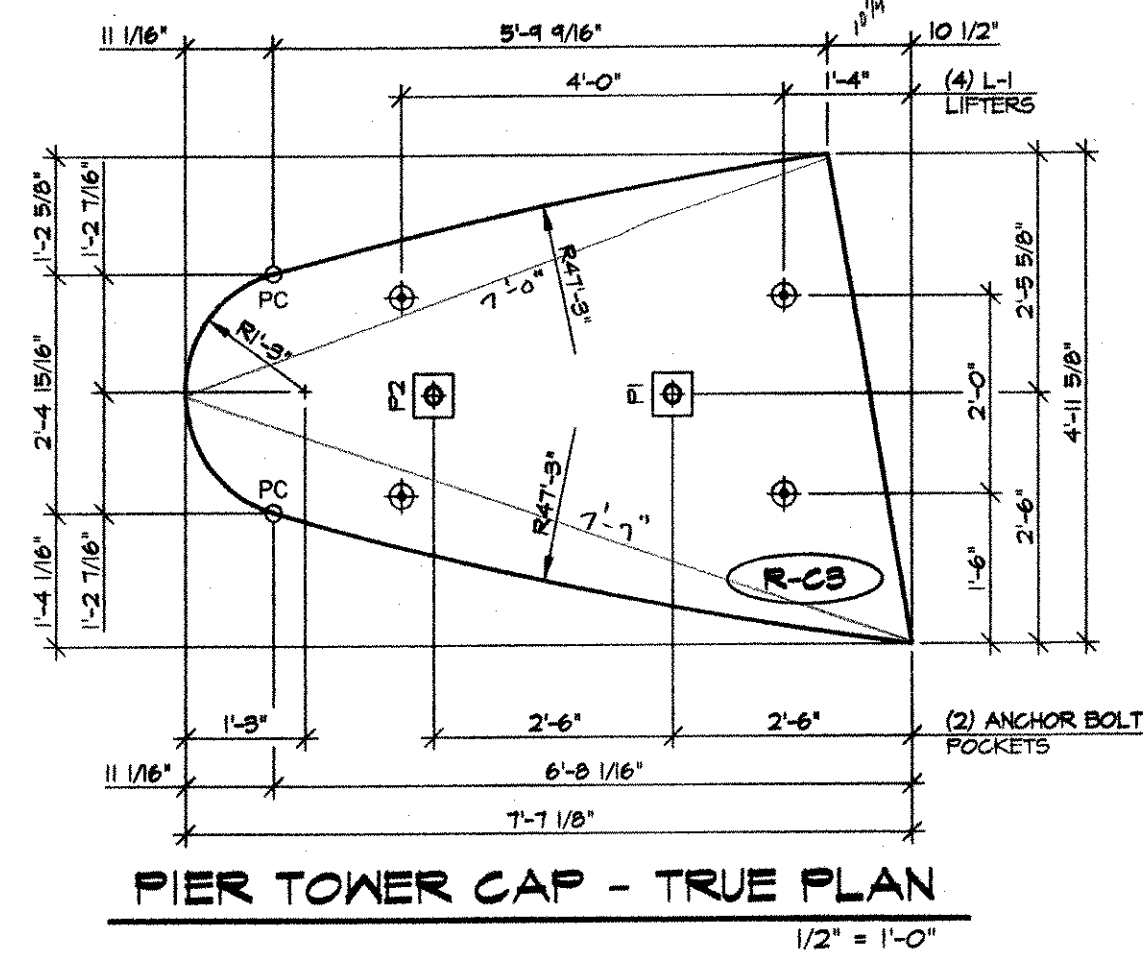 11 1/16"
5'-9 9/16"
10 1/4
10 1/2"
4'-0"
1'-4"
(4) L-1
LIFTERS
1'-2 5/8"
1'-2 7/16"
PC
R1'-3"
7'-0"
R47'-3"
2'-5 5/8"
4'-11 5/8"
2'-0"
P2
P1
2'-4 15/16"
PC
R47'-3"
7'-7"
R-C3
1'-6"
2'-6"
1'-4 1/16"
1'-2 7/16"
1'-3"
2'-6"
2'-6"
(2) ANCHOR BOLT
POCKETS
11 1/16"
6'-8 1/16"
7'-7 1/8"
PIER TOWER CAP - TRUE PLAN
1/2" = 1'-0"